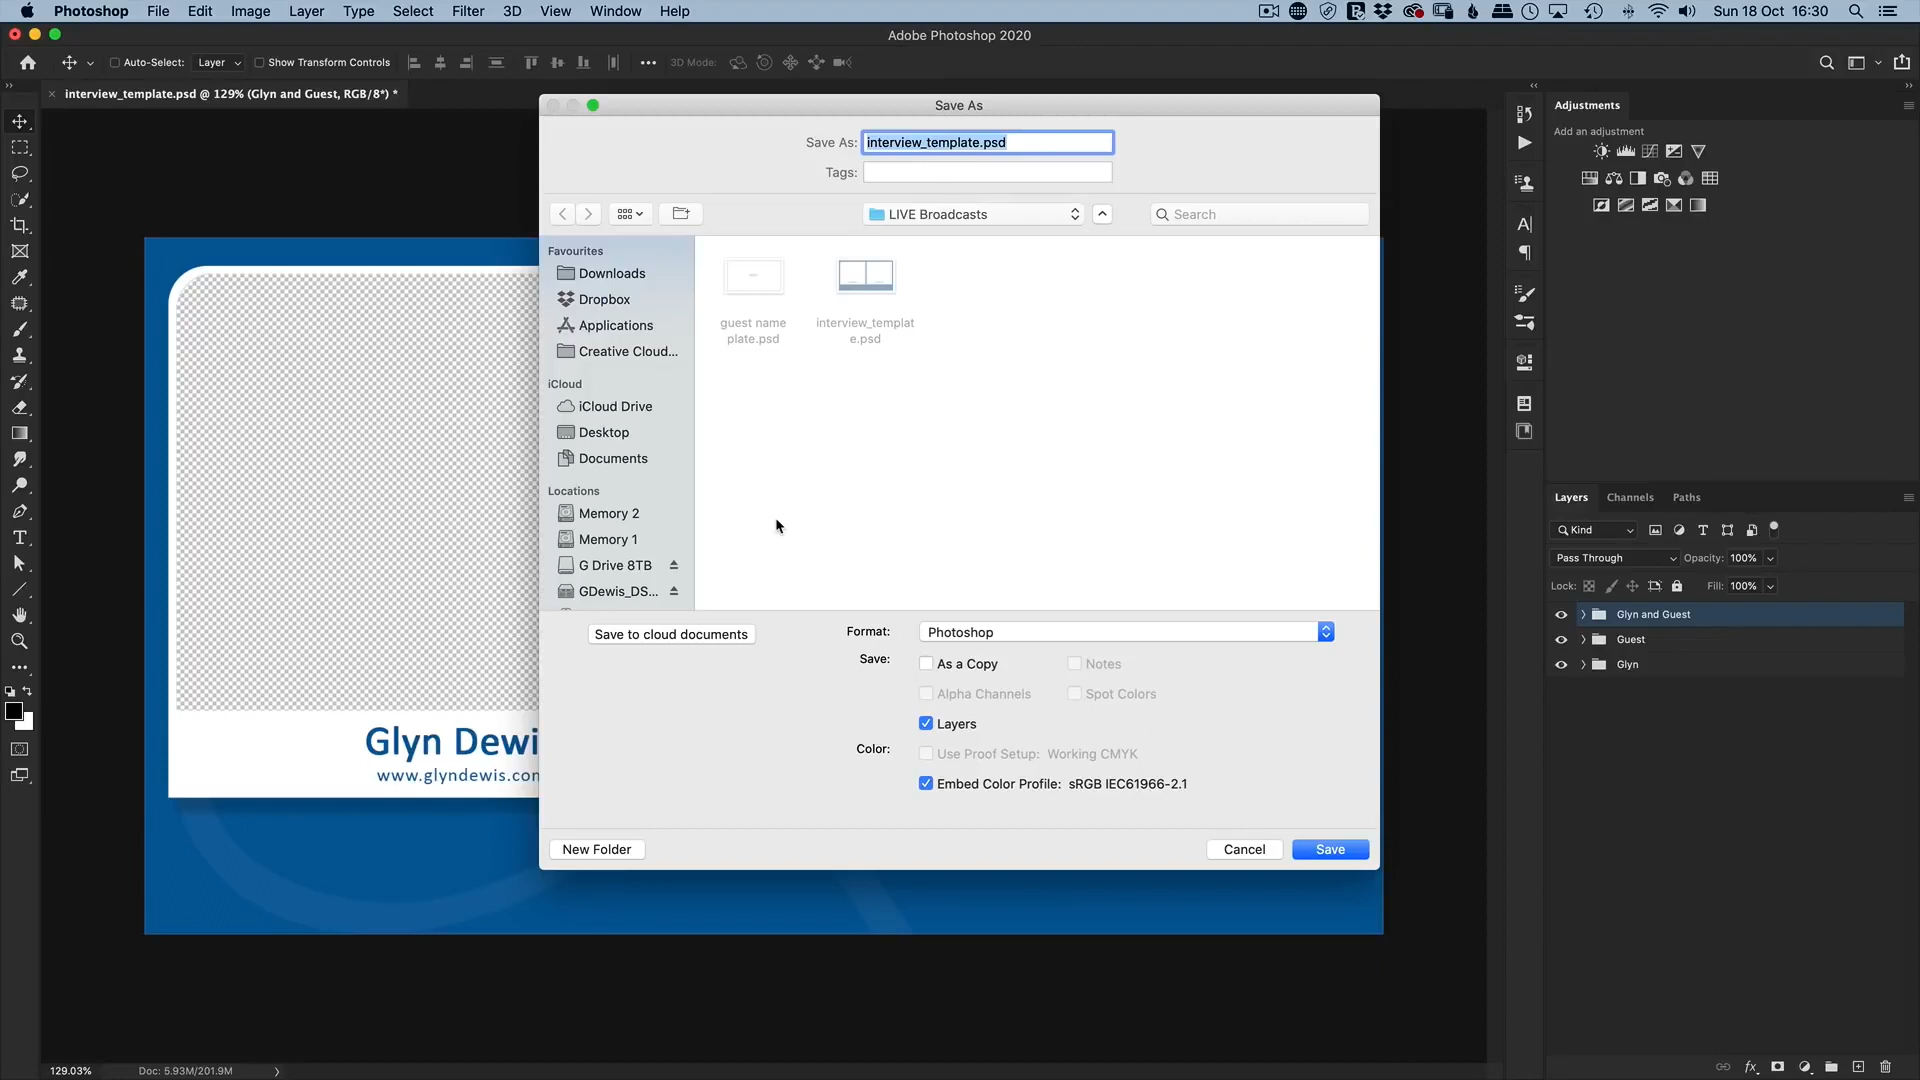 Photoshop File Edit Image Layer Type Select Filter 3D View Window Help Sun 18 Oct 16:30
Adobe Photoshop 2020
Auto-Select: Layer Show Transform Controls 3D Mode:
interview_template.psd @ 129% (Glyn and Guest, RGB/8*) *
Save As
Save As: interview_template.psd
Tags:
LIVE Broadcasts
Search
Favourites
Downloads
Dropbox
Applications
Creative Cloud...
iCloud
iCloud Drive
Desktop
Documents
Locations
Memory 2
Memory 1
G Drive 8TB
GDewis_DS...
guest name
plate.psd
interview_templat
e.psd
Save to cloud documents
Format: Photoshop
Save: As a Copy Notes
Alpha Channels Spot Colors
Layers
Color: Use Proof Setup: Working CMYK
Embed Color Profile: sRGB IEC61966-2.1
New Folder Cancel Save
Glyn Dewi
www.glyndewis.con
Adjustments
Add an adjustment
Layers Channels Paths
Kind
Pass Through Opacity: 100%
Lock: Fill: 100%
Glyn and Guest
Guest
Glyn
129.03% Doc: 5.93M/201.9M